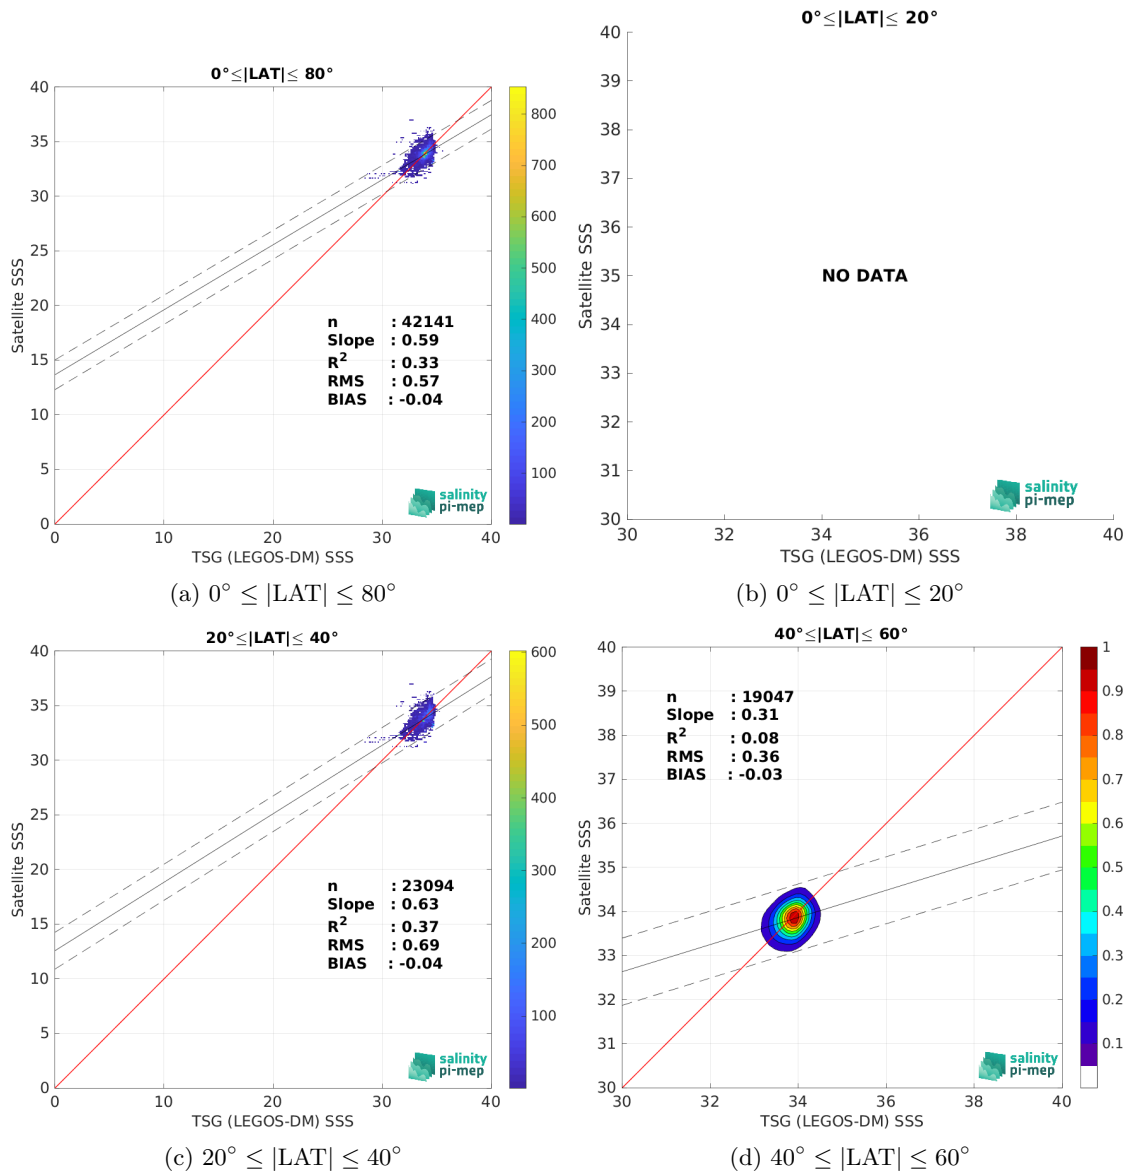 0°≤|LAT|≤ 80°
40
35
30
25
20
15
10
5
0
Satellite SSS
n : 42141
Slope : 0.59
R² : 0.33
RMS : 0.57
BIAS : -0.04
salinity
pi-mep
0 10 20 30 40
TSG (LEGOS-DM) SSS
800
700
600
500
400
300
200
100
(a) 0° ≤ |LAT| ≤ 80°
0°≤|LAT|≤ 20°
40
39
38
37
36
35
34
33
32
31
30
Satellite SSS
NO DATA
salinity
pi-mep
30 32 34 36 38 40
TSG (LEGOS-DM) SSS
(b) 0° ≤ |LAT| ≤ 20°
20°≤|LAT|≤ 40°
40
35
30
25
20
15
10
5
0
Satellite SSS
n : 23094
Slope : 0.63
R² : 0.37
RMS : 0.69
BIAS : -0.04
salinity
pi-mep
0 10 20 30 40
TSG (LEGOS-DM) SSS
600
500
400
300
200
100
(c) 20° ≤ |LAT| ≤ 40°
40°≤|LAT|≤ 60°
40
39
38
37
36
35
34
33
32
31
30
Satellite SSS
n : 19047
Slope : 0.31
R² : 0.08
RMS : 0.36
BIAS : -0.03
salinity
pi-mep
30 32 34 36 38 40
TSG (LEGOS-DM) SSS
1
0.9
0.8
0.7
0.6
0.5
0.4
0.3
0.2
0.1
(d) 40° ≤ |LAT| ≤ 60°